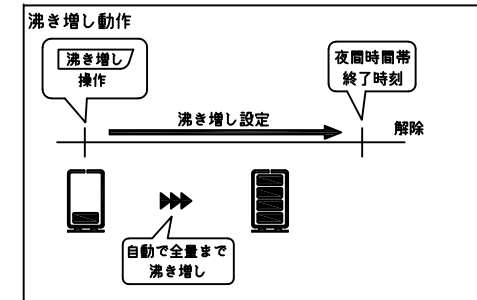 沸き増し動作
沸き増し
操作
夜間時間帯
終了時刻
沸き増し設定
解除
自動で全量まで
沸き増し